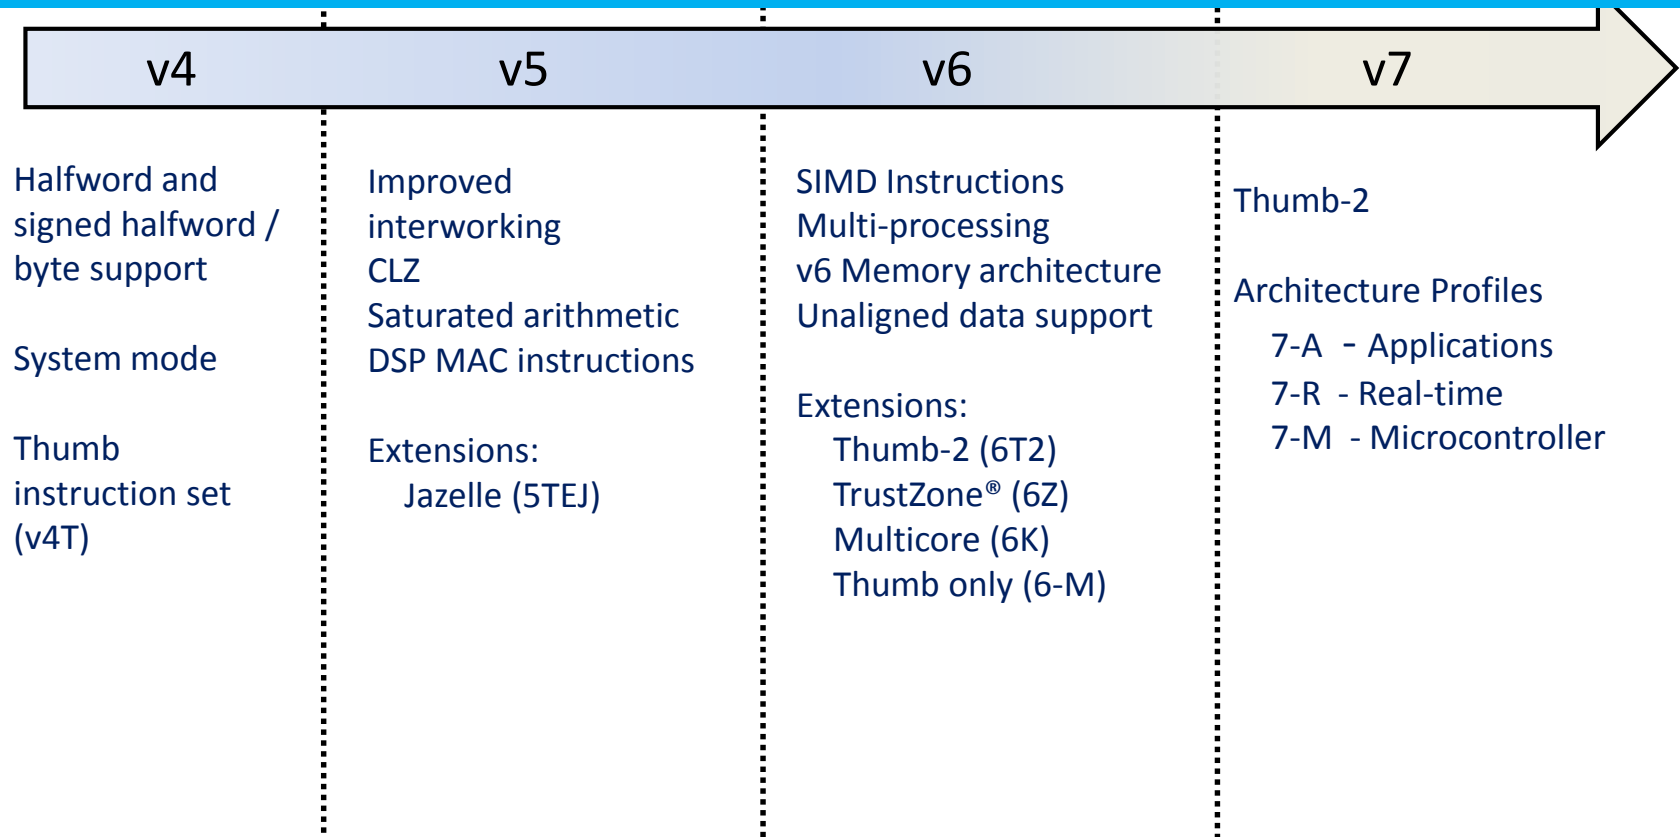 v4
v5
v6
v7
Halfword and
signed halfword /
byte support
System mode
Thumb
instruction set
(v4T)
Improved
interworking
CLZ
Saturated arithmetic
DSP MAC instructions
Extensions:
Jazelle (5TEJ)
SIMD Instructions
Multi-processing
v6 Memory architecture
Unaligned data support
Extensions:
Thumb-2 (6T2)
TrustZone® (6Z)
Multicore (6K)
Thumb only (6-M)
Thumb-2
Architecture Profiles
7-A - Applications
7-R - Real-time
7-M - Microcontroller